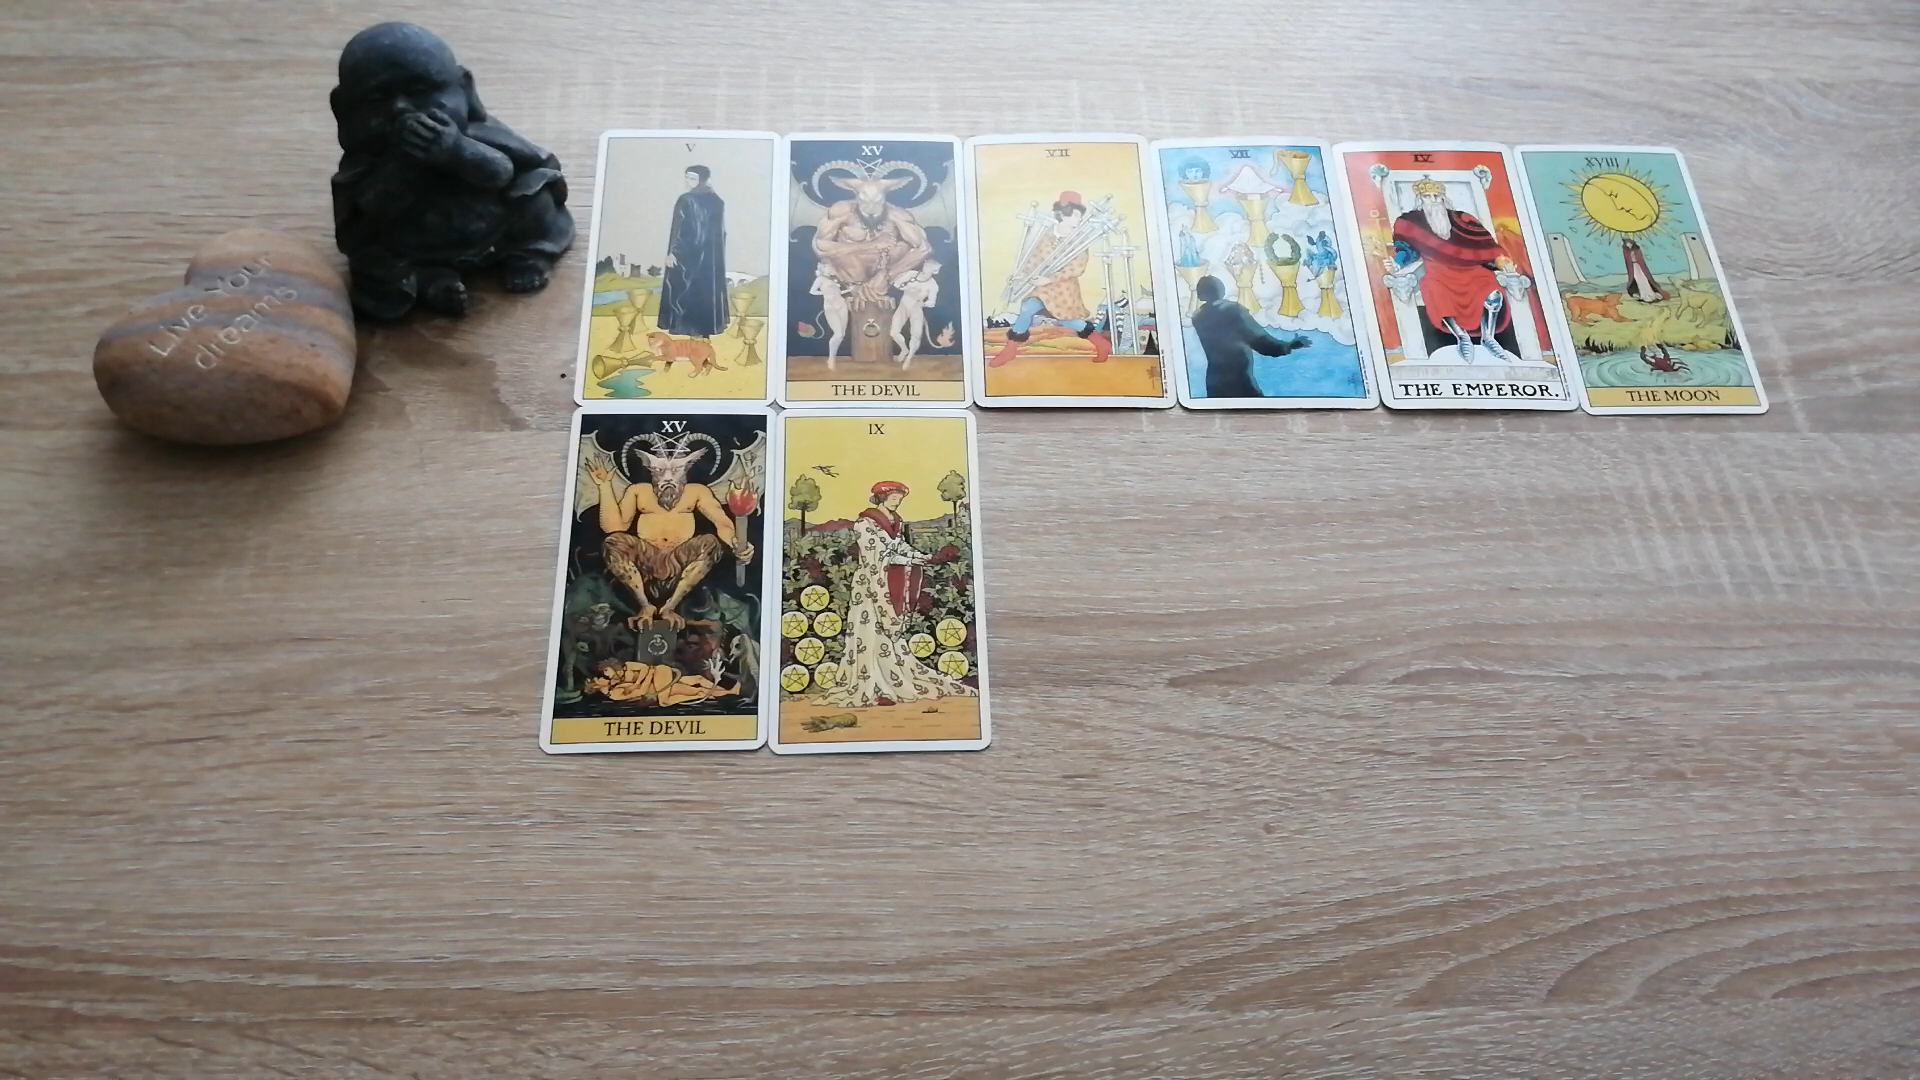 Live Your
dreams
V
XV
THE DEVIL
VII
VII
IV
THE EMPEROR.
XVIII
THE MOON
XV
THE DEVIL
IX